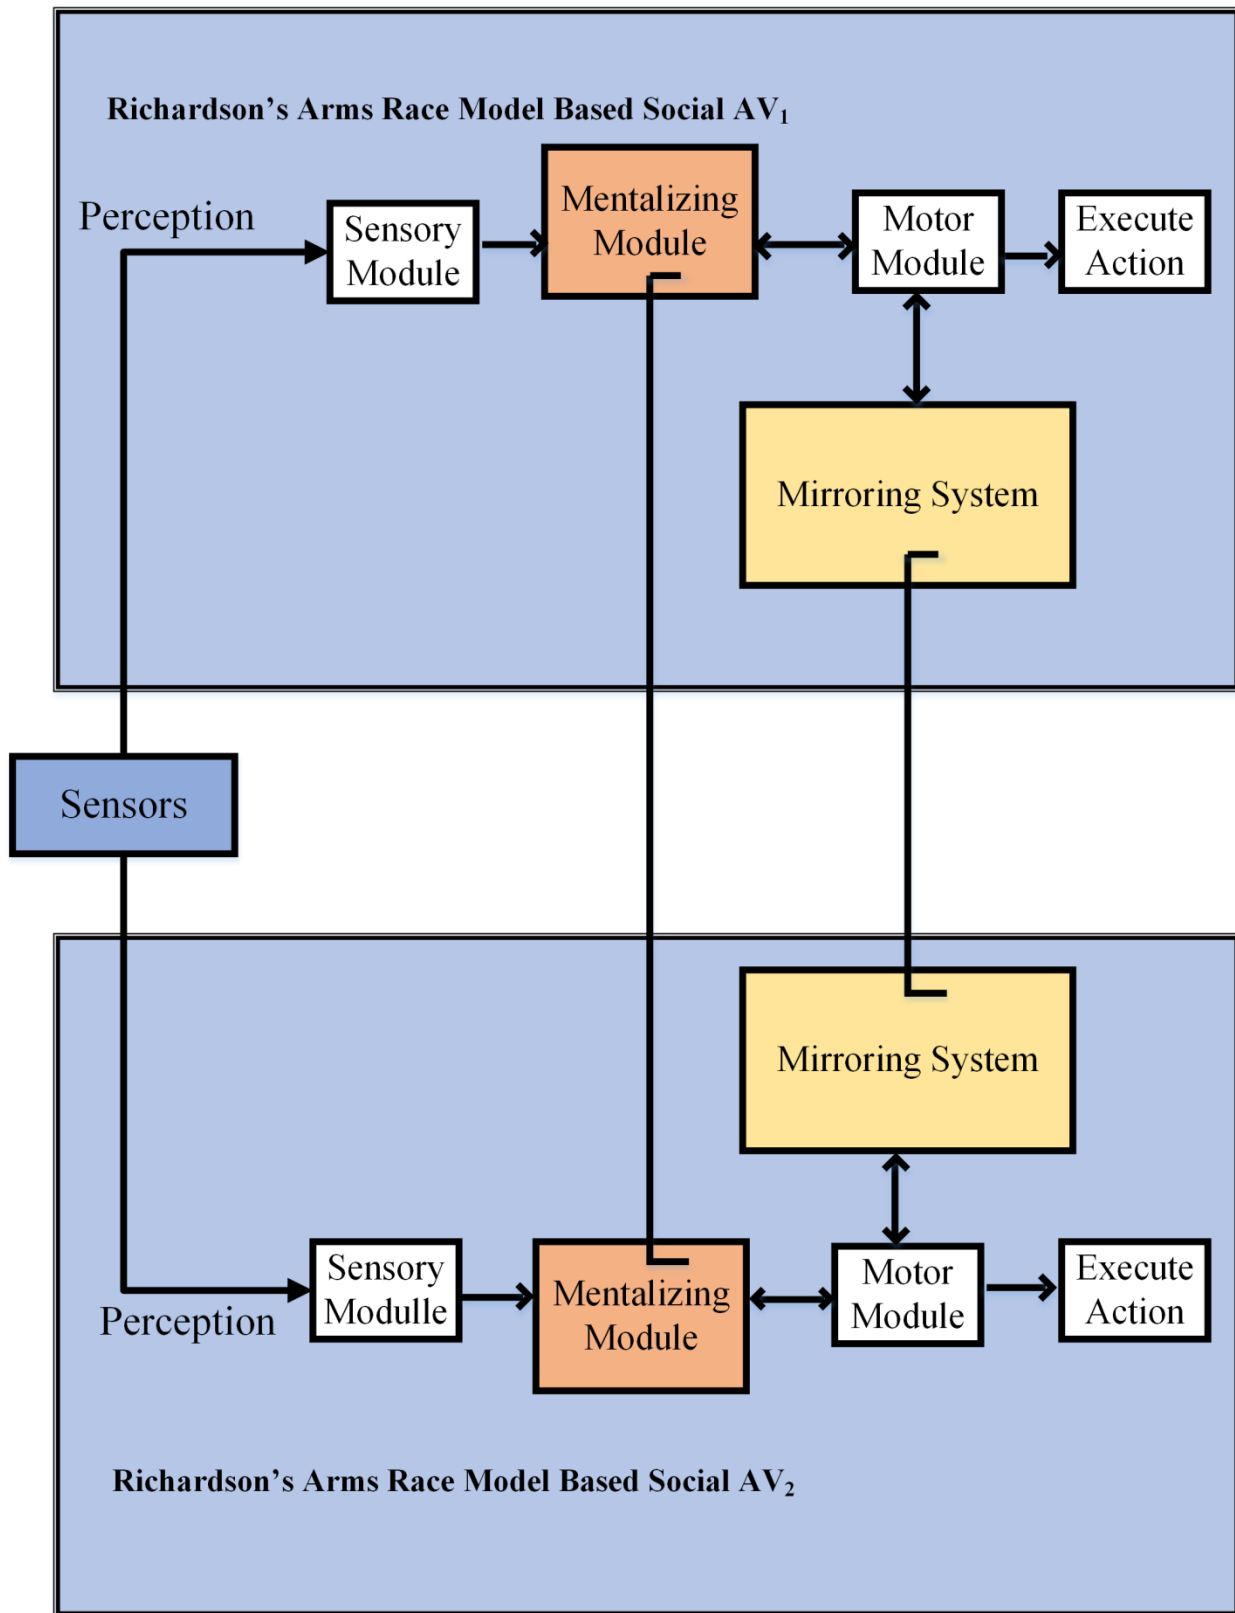 Richardson's Arms Race Model Based Social AV₁
Perception
Sensory
Module
Mentalizing
Module
Motor
Module
Execute
Action
Mirroring System
Sensors
Mirroring System
Perception
Sensory
Modulle
Mentalizing
Module
Motor
Module
Execute
Action
Richardson's Arms Race Model Based Social AV₂